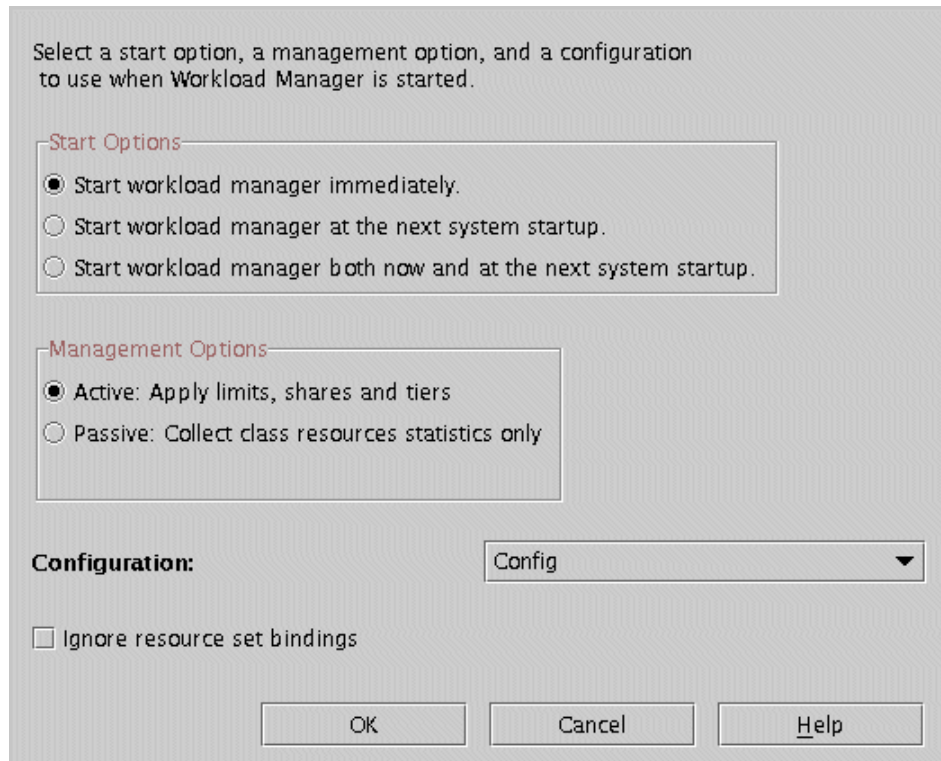 Select a start option, a management option, and a configuration
to use when Workload Manager is started.
Start Options
Start workload manager immediately.
Start workload manager at the next system startup.
Start workload manager both now and at the next system startup.
Management Options
Active: Apply limits, shares and tiers
Passive: Collect class resources statistics only
Configuration:
Config
Ignore resource set bindings
OK
Cancel
Help